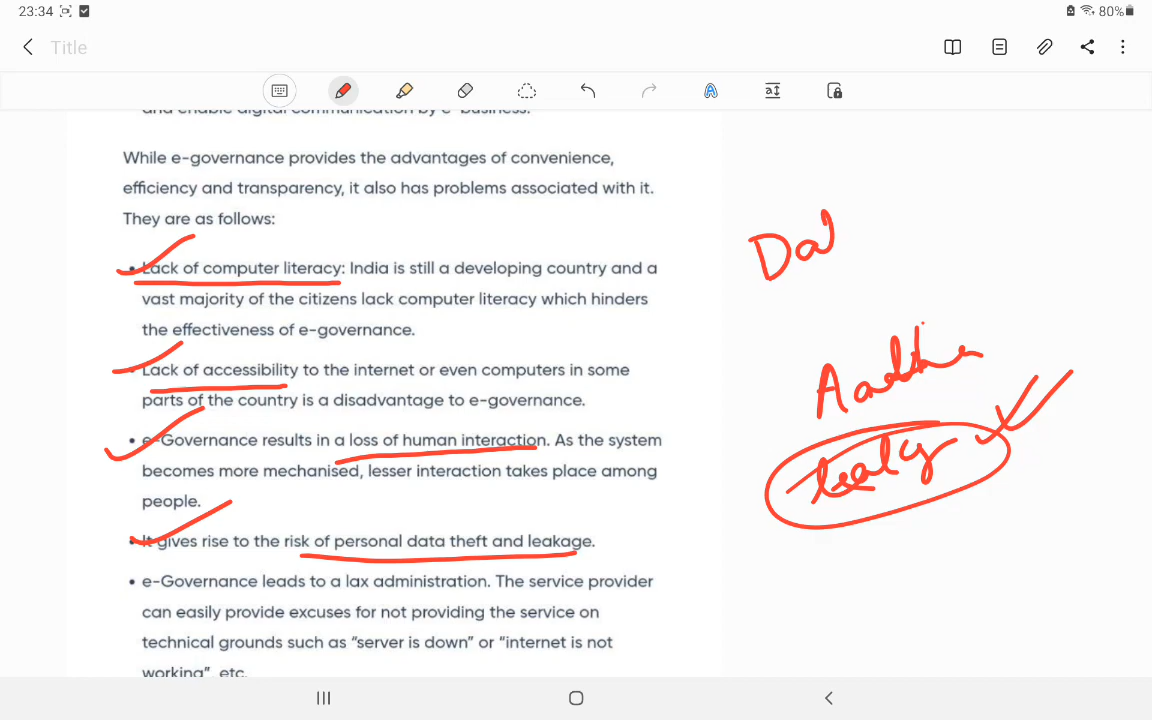 23:34
80%
Title
and enable digital communication by e-business.
While e-governance provides the advantages of convenience,
efficiency and transparency, it also has problems associated with it.
They are as follows:
• Lack of computer literacy: India is still a developing country and a
vast majority of the citizens lack computer literacy which hinders
the effectiveness of e-governance.
• Lack of accessibility to the internet or even computers in some
parts of the country is a disadvantage to e-governance.
• e-Governance results in a loss of human interaction. As the system
becomes more mechanised, lesser interaction takes place among
people.
• It gives rise to the risk of personal data theft and leakage.
• e-Governance leads to a lax administration. The service provider
can easily provide excuses for not providing the service on
technical grounds such as “server is down” or “internet is not
working”, etc.
Aadha